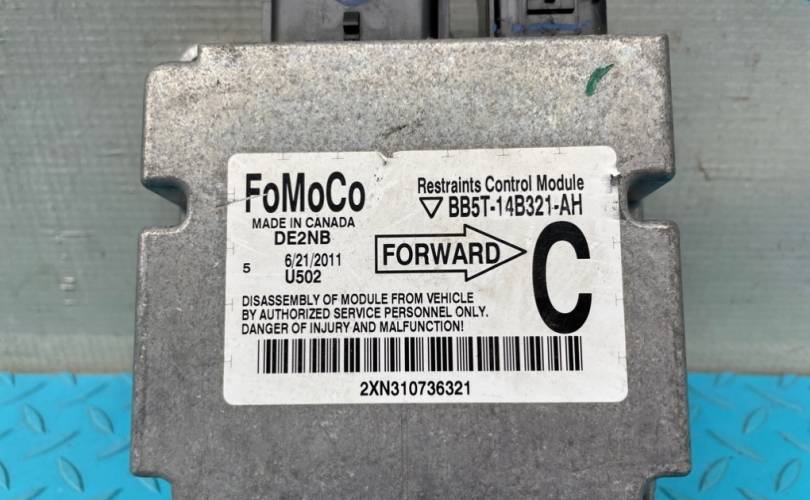 FoMoCo
MADE IN CANADA
DE2NB
5 6/21/2011
U502
Restraints Control Module
BB5T-14B321-AH
FORWARD
C
DISASSEMBLY OF MODULE FROM VEHICLE
BY AUTHORIZED SERVICE PERSONNEL ONLY.
DANGER OF INJURY AND MALFUNCTION!
2XN310736321